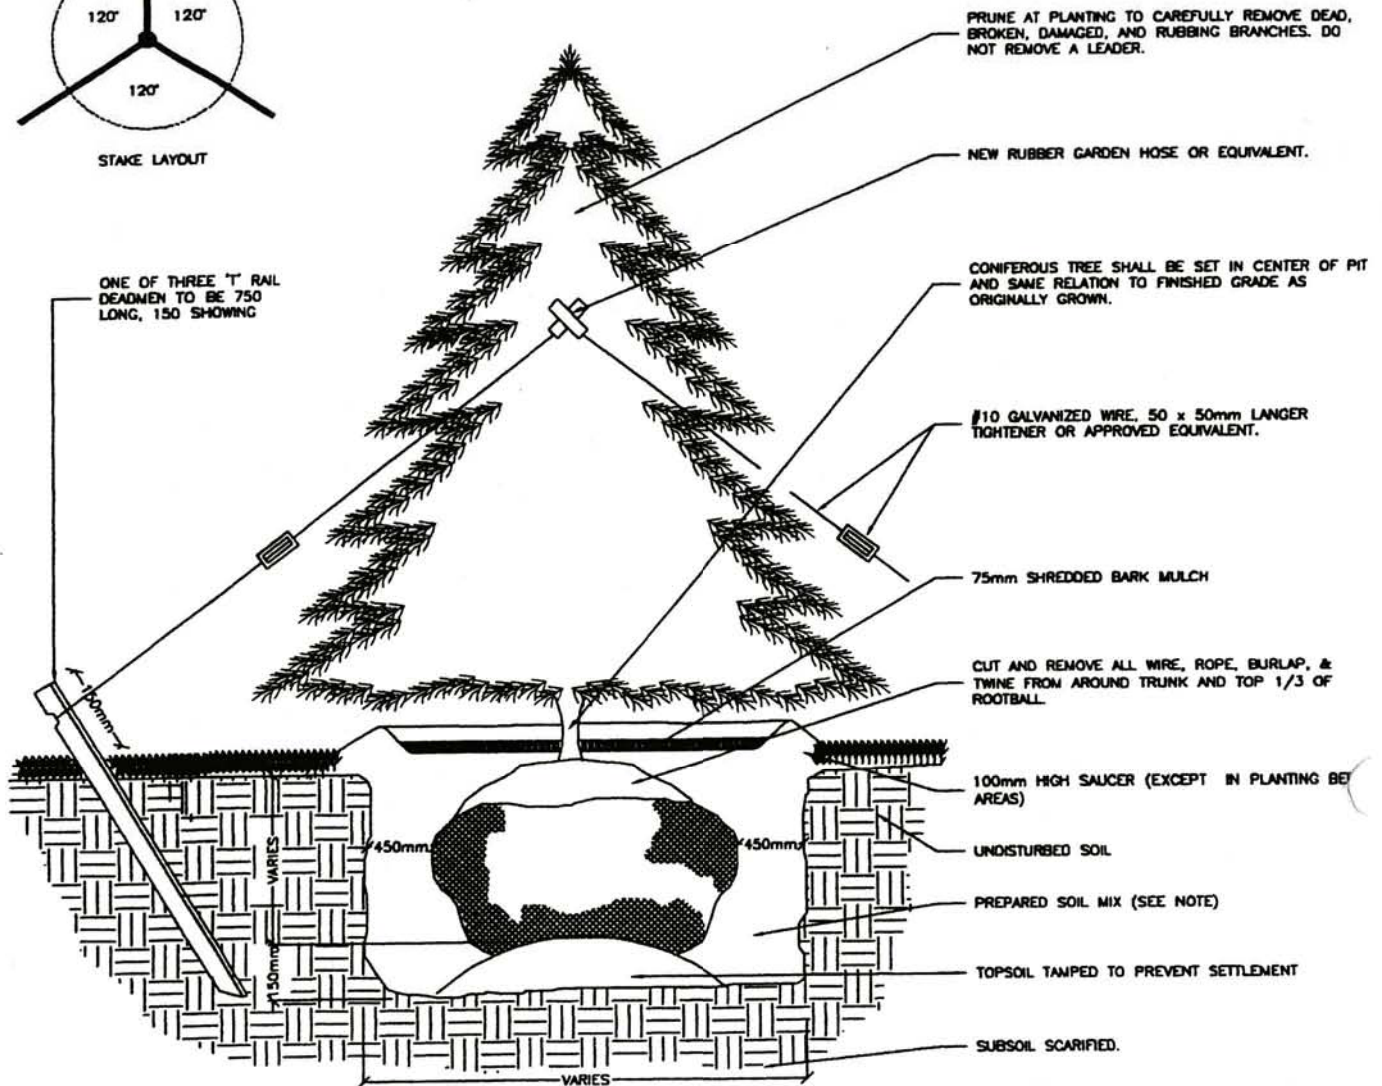 120°
120°
120°
STAKE LAYOUT
PRUNE AT PLANTING TO CAREFULLY REMOVE DEAD,
BROKEN, DAMAGED, AND RUBBING BRANCHES. DO
NOT REMOVE A LEADER.
NEW RUBBER GARDEN HOSE OR EQUIVALENT.
ONE OF THREE 'T' RAIL
DEADMEN TO BE 750
LONG, 150 SHOWING
CONIFEROUS TREE SHALL BE SET IN CENTER OF PIT
AND SAME RELATION TO FINISHED GRADE AS
ORIGINALLY GROWN.
#10 GALVANIZED WIRE, 50 x 50mm LANGER
TIGHTENER OR APPROVED EQUIVALENT.
75mm SHREDDED BARK MULCH
CUT AND REMOVE ALL WIRE, ROPE, BURLAP, &
TWINE FROM AROUND TRUNK AND TOP 1/3 OF
ROOTBALL.
150mm
100mm HIGH SAUCER (EXCEPT IN PLANTING BE
AREAS)
VARIES
450mm
450mm
UNDISTURBED SOIL
PREPARED SOIL MIX (SEE NOTE)
150mm
TOPSOIL TAMPED TO PREVENT SETTLEMENT
SUBSOIL SCARIFIED.
VARIES